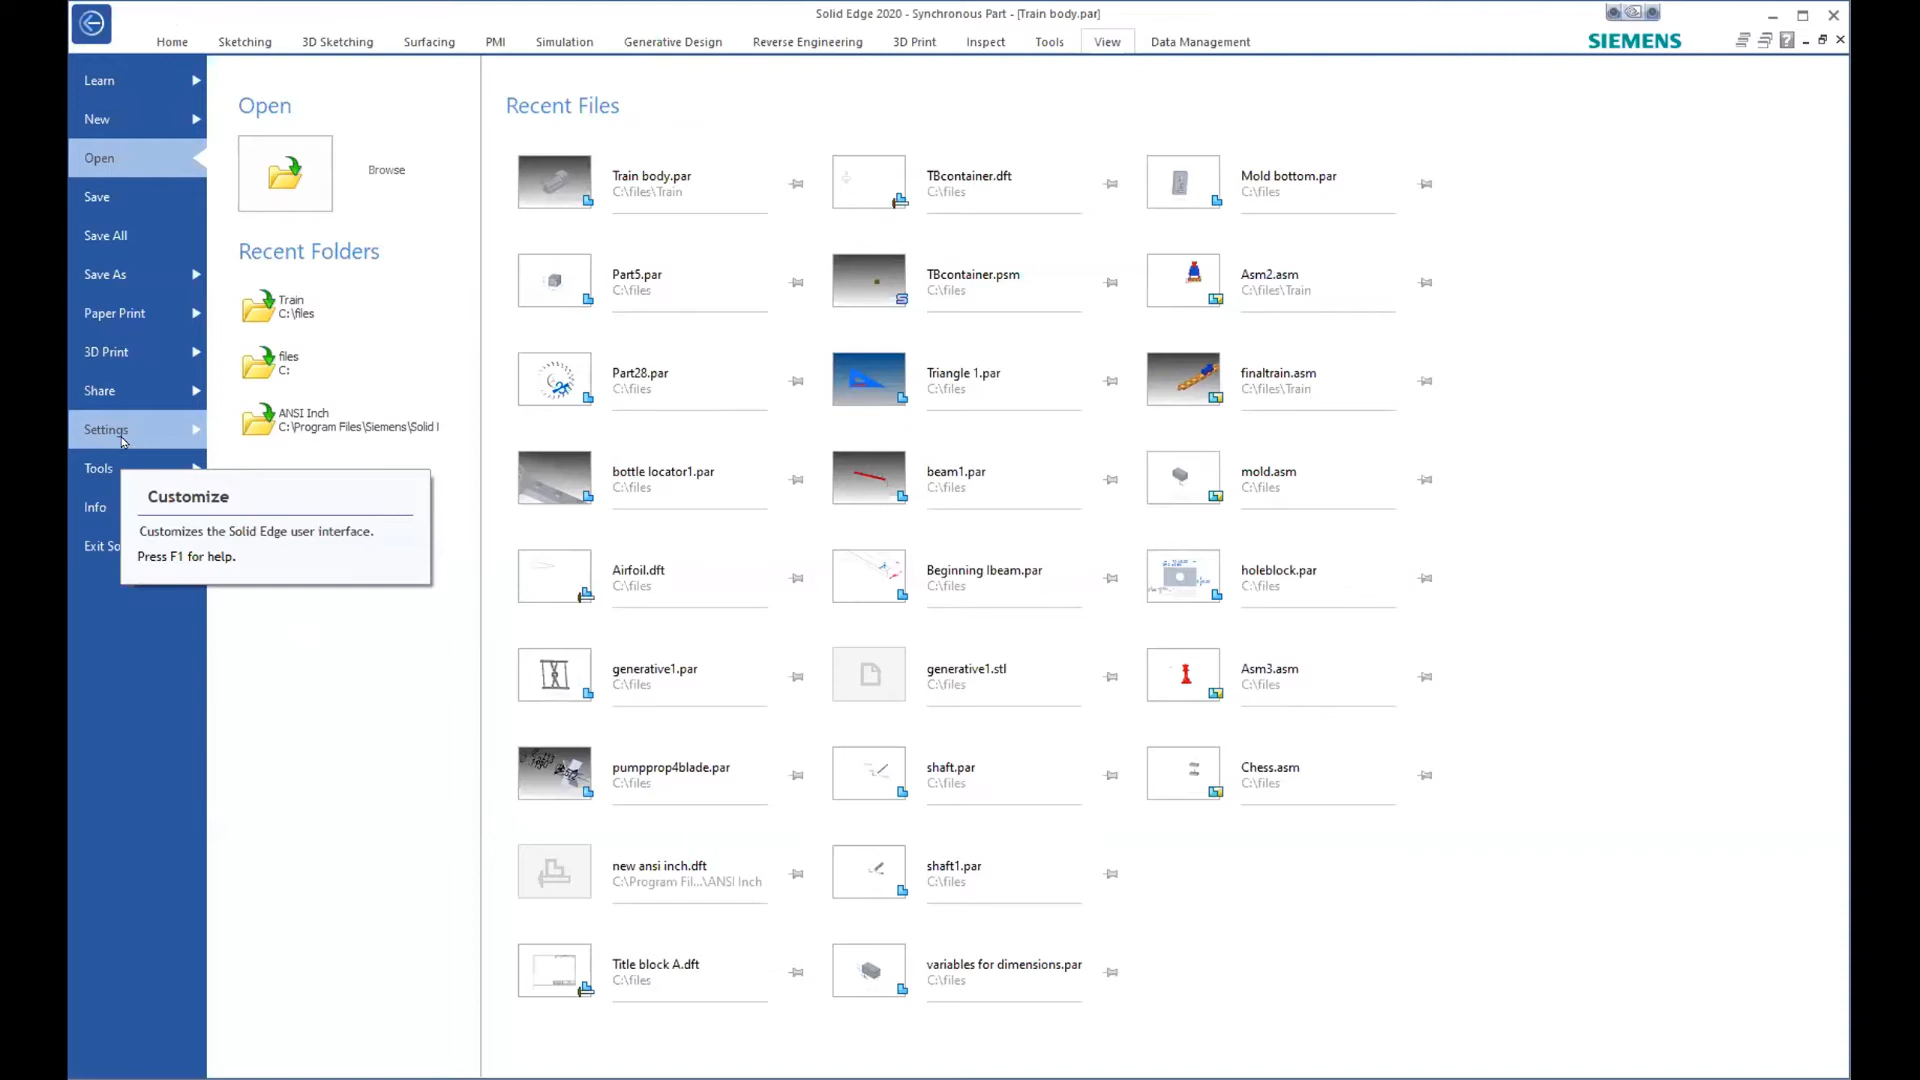 Solid Edge 2020 - Synchronous Part - [Train body.par]
Home Sketching 3D Sketching Surfacing PMI Simulation Generative Design Reverse Engineering 3D Print Inspect Tools View Data Management
SIEMENS
Learn
New
Open
Save
Save All
Save As
Paper Print
3D Print
Share
Settings
Tools
Info
Exit So
Customize
Customizes the Solid Edge user interface.
Press F1 for help.
Open
Browse
Recent Folders
Train
C:\files
files
C:
ANSI Inch
C:\Program Files\Siemens\Solid I
Recent Files
Train body.par
C:\files\Train
Part5.par
C:\files
Part28.par
C:\files
bottle locator1.par
C:\files
Airfoil.dft
C:\files
generative1.par
C:\files
pumpprop4blade.par
C:\files
new ansi inch.dft
C:\Program Fil...\ANSI Inch
Title block A.dft
C:\files
TBcontainer.dft
C:\files
TBcontainer.psm
C:\files
Triangle 1.par
C:\files
beam1.par
C:\files
Beginning Ibeam.par
C:\files
generative1.stl
C:\files
shaft.par
C:\files
shaft1.par
C:\files
variables for dimensions.par
C:\files
Mold bottom.par
C:\files
Asm2.asm
C:\files\Train
finaltrain.asm
C:\files\Train
mold.asm
C:\files
holeblock.par
C:\files
Asm3.asm
C:\files
Chess.asm
C:\files